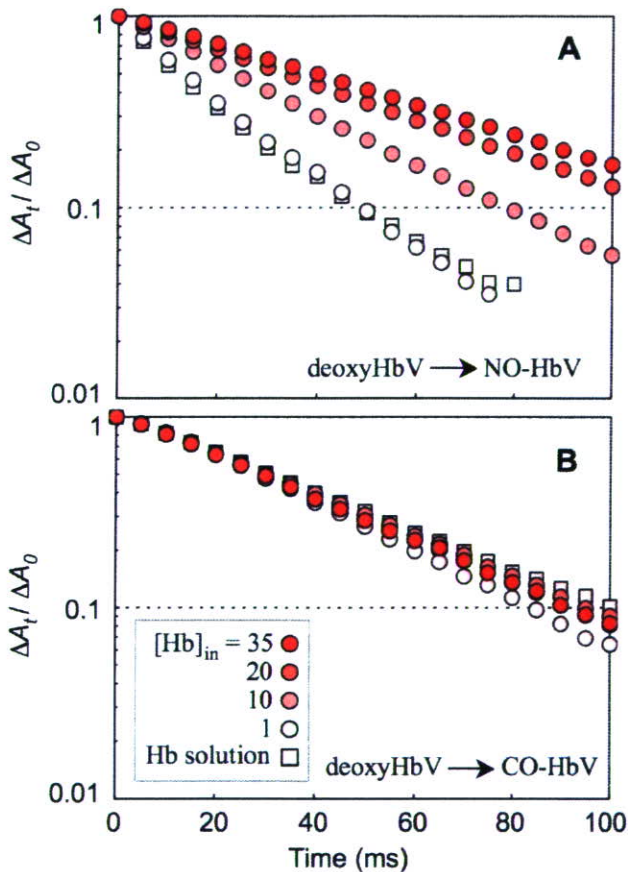 A
1
0.1
0.01
ΔAt / ΔA0
deoxyHbV → NO-HbV
B
1
0.1
0.01
ΔAt / ΔA0
[Hb]in = 35
20
10
1
Hb solution
deoxyHbV → CO-HbV
0 20 40 60 80 100
Time (ms)